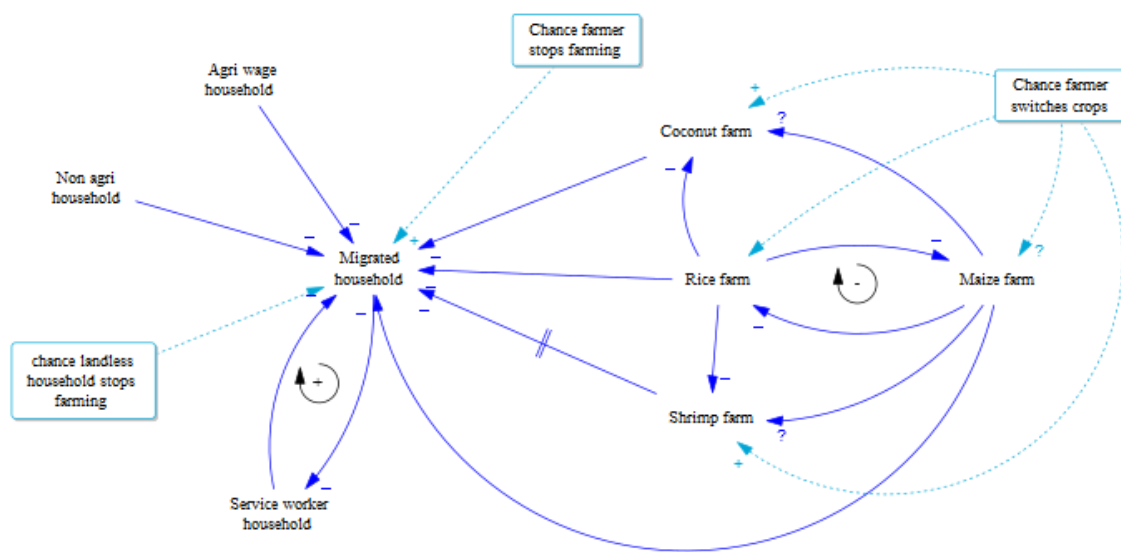 Chance farmer
stops farming
Agri wage
household
Chance farmer
switches crops
+
?
Coconut farm
Non agri
household
–
–
–
+
Migrated
household
–
Rice farm
–
Maize farm
?
–
–
–
–
–
-
chance landless
household stops
farming
+
–
Shrimp farm
?
+
–
Service worker
household